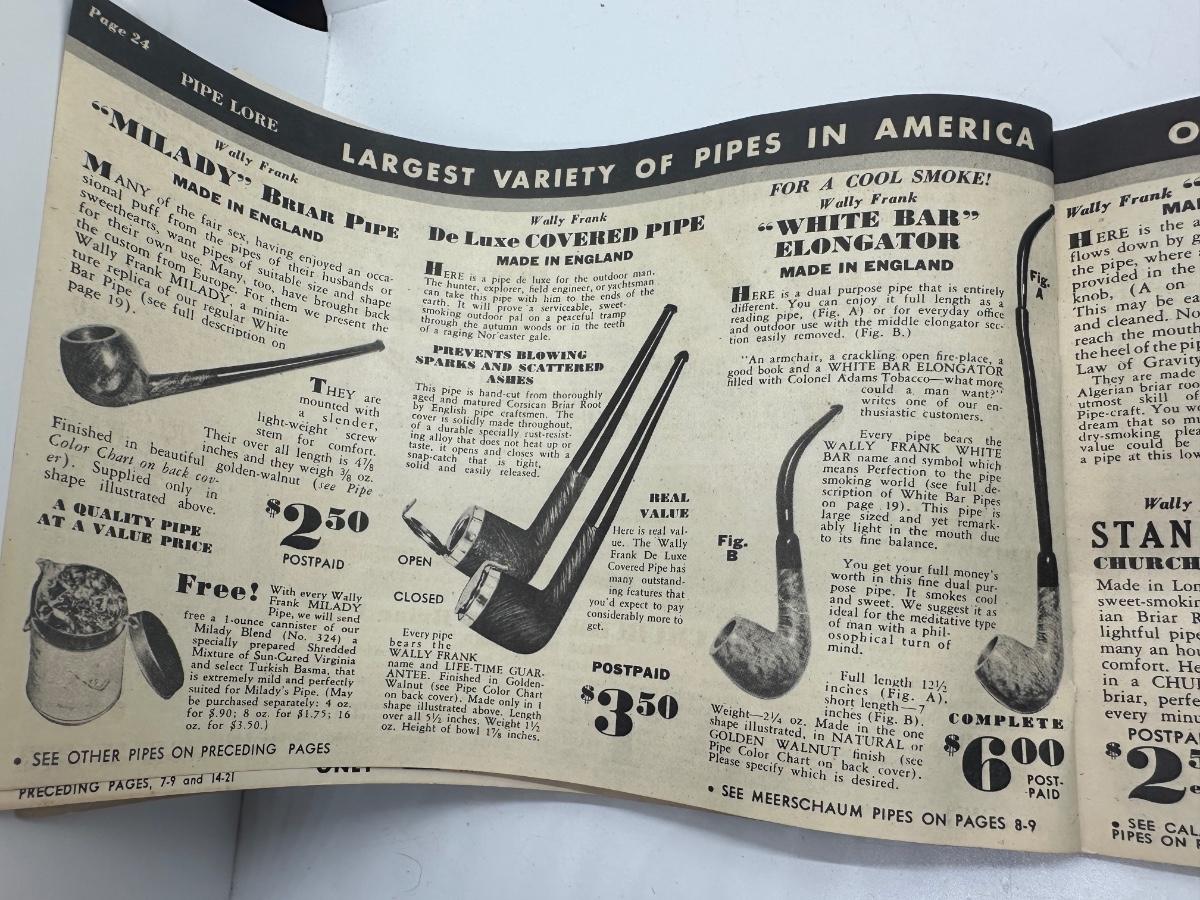 Page 24
PIPE LORE
LARGEST VARIETY OF PIPES IN AMERICA
Wally Frank
“MILADY” BRIAR PIPE
MADE IN ENGLAND
MANY of the fair sex, having enjoyed an occa-
sional puff from the pipes of their husbands or
sweethearts, want pipes of suitable size and shape
for their own use. Many, too, have brought back
the custom from Europe. For them we present the
Wally Frank MILADY, a minia-
ture replica of our regular White
Bar Pipe (see full description on
page 19).
THEY are
mounted with
a slender,
light-weight screw
stem for comfort.
Their over all length is 4⅞
inches and they weigh ⅜ oz.
Finished in beautiful golden-walnut (see Pipe
Color Chart on back cov-
er). Supplied only in
shape illustrated above.
A QUALITY PIPE
AT A VALUE PRICE
$2 50
POSTPAID
Free!
With every Wally
Frank MILADY
Pipe, we will send
free a 1-ounce cannister of our
Milady Blend (No. 324) a
specially prepared Shredded
Mixture of Sun-Cured Virginia
and select Turkish Basma, that
is extremely mild and perfectly
suited for Milady's Pipe. (May
be purchased separately: 4 oz.
for $.90; 8 oz. for $1.75; 16
oz. for $3.50.)
• SEE OTHER PIPES ON PRECEDING PAGES
PRECEDING PAGES, 7-9 and 14-21
Wally Frank
De Luxe COVERED PIPE
MADE IN ENGLAND
HERE is a pipe de luxe for the outdoor man.
The hunter, explorer, field engineer, or yachtsman
can take this pipe with him to the ends of the
earth. It will prove a serviceable, sweet-
smoking outdoor pal on a peaceful tramp
through the autumn woods or in the teeth
of a raging Nor'easter gale.
PREVENTS BLOWING
SPARKS AND SCATTERED
ASHES
This pipe is hand-cut from thoroughly
aged and matured Corsican Briar Root
by English pipe craftsmen. The
cover is solidly made throughout,
of a durable specially rust-resist-
ing alloy that does not heat up or
taste, it opens and closes with a
snap-catch that is tight,
solid and easily released.
OPEN
CLOSED
REAL
VALUE
Here is real val-
ue. The Wally
Frank De Luxe
Covered Pipe has
many outstand-
ing features that
you'd expect to pay
considerably more to
get.
Every pipe
bears the
WALLY FRANK
name and LIFE-TIME GUAR-
ANTEE. Finished in Golden-
Walnut (see Pipe Color Chart
on back cover). Made only in 1
shape illustrated above. Length
over all 5½ inches. Weight 1½
oz. Height of bowl 1⅞ inches.
POSTPAID
$3 50
FOR A COOL SMOKE!
Wally Frank
“WHITE BAR”
ELONGATOR
MADE IN ENGLAND
HERE is a dual purpose pipe that is entirely
different. You can enjoy it full length as a
reading pipe, (Fig. A) or for everyday office
and outdoor use with the middle elongator sec-
tion easily removed. (Fig. B.)
"An armchair, a crackling open fire-place, a
good book and a WHITE BAR ELONGATOR
filled with Colonel Adams Tobacco—what more
could a man want?"
writes one of our en-
thusiastic customers.
Every pipe bears the
WALLY FRANK WHITE
BAR name and symbol which
means Perfection to the pipe
smoking world (see full de-
scription of White Bar Pipes
on page 19). This pipe is
large sized and yet remark-
ably light in the mouth due
to its fine balance.
Fig.
B
Fig.
A
You get your full money's
worth in this fine dual pur-
pose pipe. It smokes cool
and sweet. We suggest it as
ideal for the meditative type
of man with a phil-
osophical turn of
mind.
Full length 12½
inches (Fig. A),
short length—7
inches (Fig. B).
Weight—2¼ oz. Made in the one
shape illustrated, in NATURAL or
GOLDEN WALNUT finish (see
Pipe Color Chart on back cover).
Please specify which is desired.
COMPLETE
$6 00
POST-
PAID
• SEE MEERSCHAUM PIPES ON PAGES 8-9
Wally Frank
HERE is the
flows down by
the pipe, where
provided in the
knob, (A on
This may be
and cleaned.
reach the
the heel of the
Law of
They are made
Algerian briar
utmost skill of
Pipe-craft. You
dream that so
dry-smoking
value could be
a pipe at this low
Wally
Made in
sweet-smokin
ian Briar
lightful
many an
comfort.
in a
briar,
every
$2
• SEE
PIPES ON